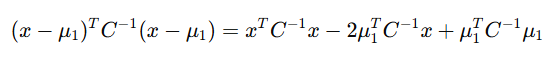 (x − μ₁)ᵀC⁻¹(x − μ₁) = xᵀC⁻¹x − 2μ₁ᵀC⁻¹x + μ₁ᵀC⁻¹μ₁